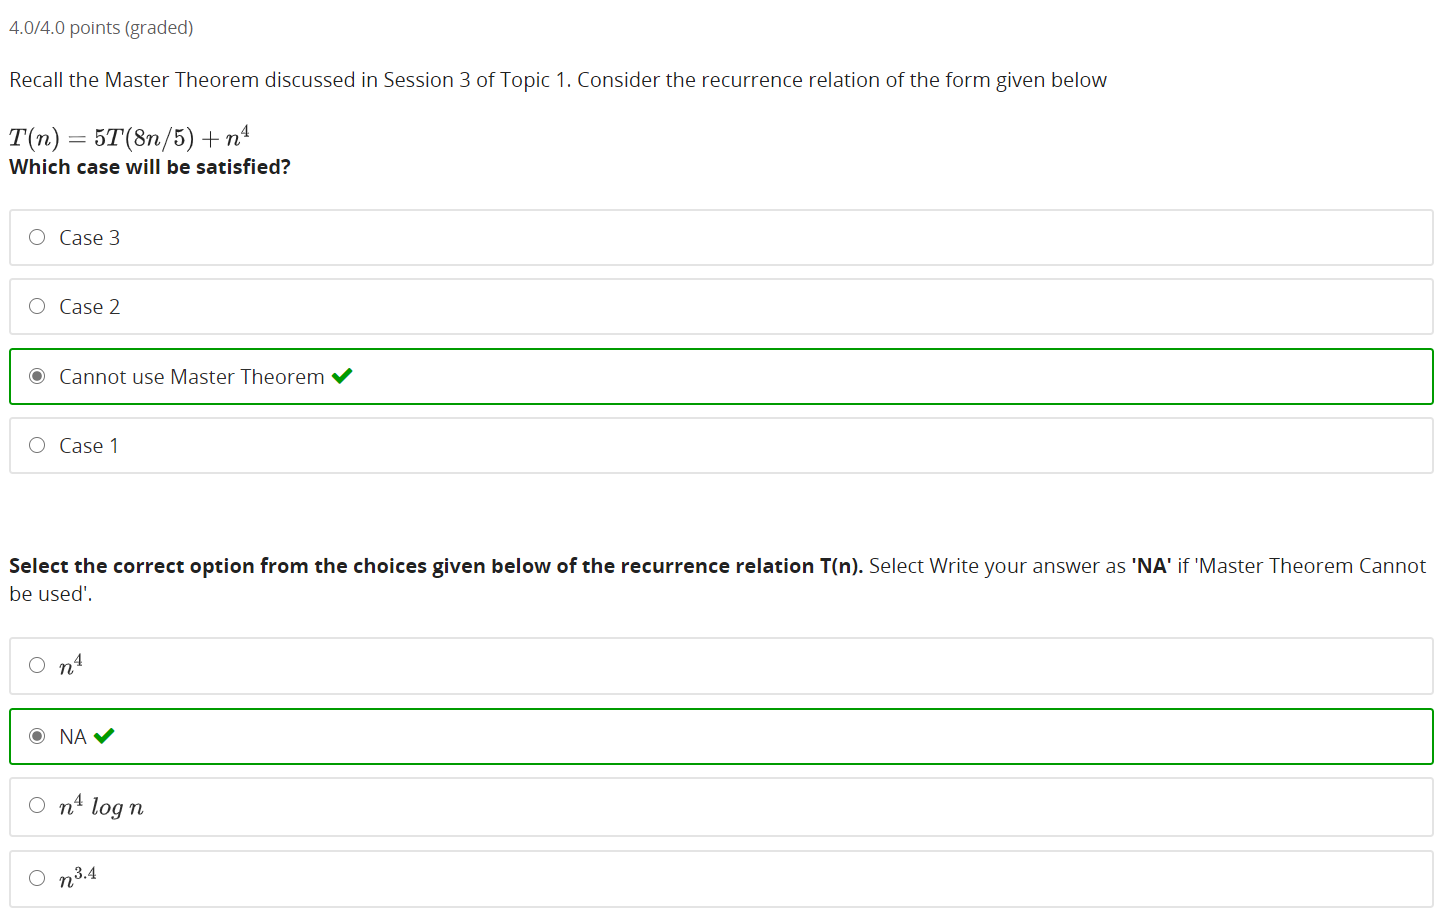 4.0/4.0 points (graded)
Recall the Master Theorem discussed in Session 3 of Topic 1. Consider the recurrence relation of the form given below
T(n) = 5T(8n/5) + n⁴
Which case will be satisfied?
Case 3
Case 2
Cannot use Master Theorem
Case 1
Select the correct option from the choices given below of the recurrence relation T(n). Select Write your answer as 'NA' if 'Master Theorem Cannot
be used'.
n⁴
NA
n⁴ log n
n^3.4